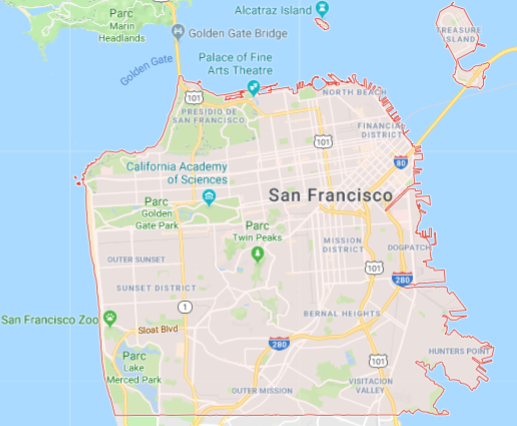 Alcatraz Island
Parc
Marin
Headlands
Golden Gate Bridge
TREASURE
ISLAND
Golden Gate
Palace of Fine
Arts Theatre
NORTH BEACH
101
PRESIDIO DE
SAN FRANCISCO
FINANCIAL
DISTRICT
101
80
California Academy
of Sciences
San Francisco
Parc
Golden
Gate Park
Parc
Twin Peaks
MISSION
DISTRICT
DOGPATCH
OUTER SUNSET
101
280
SUNSET DISTRICT
1
San Francisco Zoo
BERNAL HEIGHTS
Sloat Blvd
280
HUNTERS POINT
Parc
Lake
Merced Park
101
VISITACION
VALLEY
OUTER MISSION